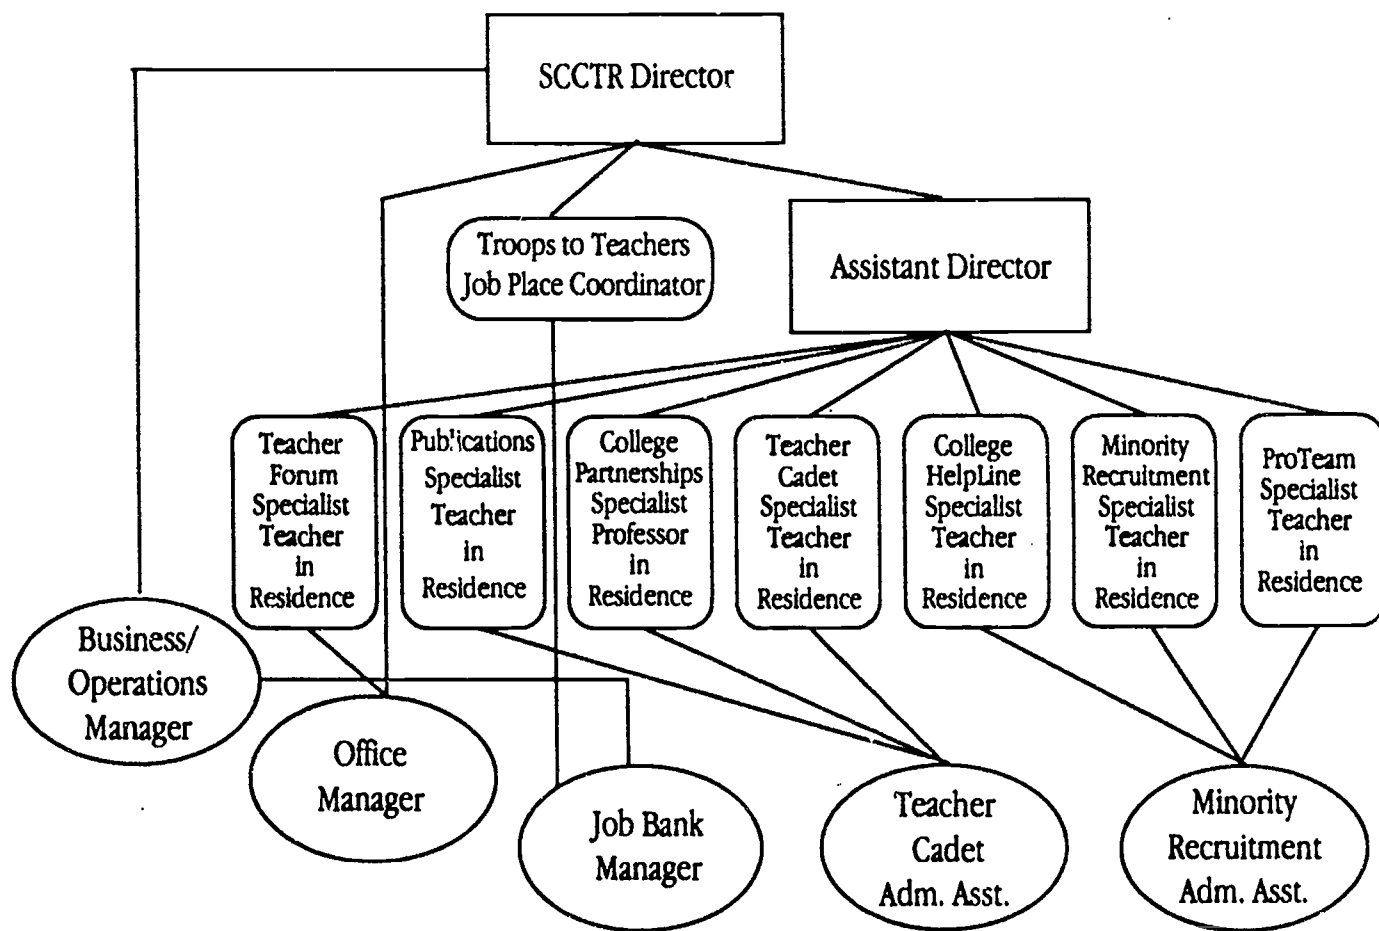 SCCTR Director
Troops to Teachers
Job Place Coordinator
Assistant Director
Teacher
Forum
Specialist
Teacher
in
Residence
Publications
Specialist
Teacher
in
Residence
College
Partnerships
Specialist
Professor
in
Residence
Teacher
Cadet
Specialist
Teacher
in
Residence
College
HelpLine
Specialist
Teacher
in
Residence
Minority
Recruitment
Specialist
Teacher
in
Residence
ProTeam
Specialist
Teacher
in
Residence
Business/
Operations
Manager
Office
Manager
Job Bank
Manager
Teacher
Cadet
Adm. Asst.
Minority
Recruitment
Adm. Asst.